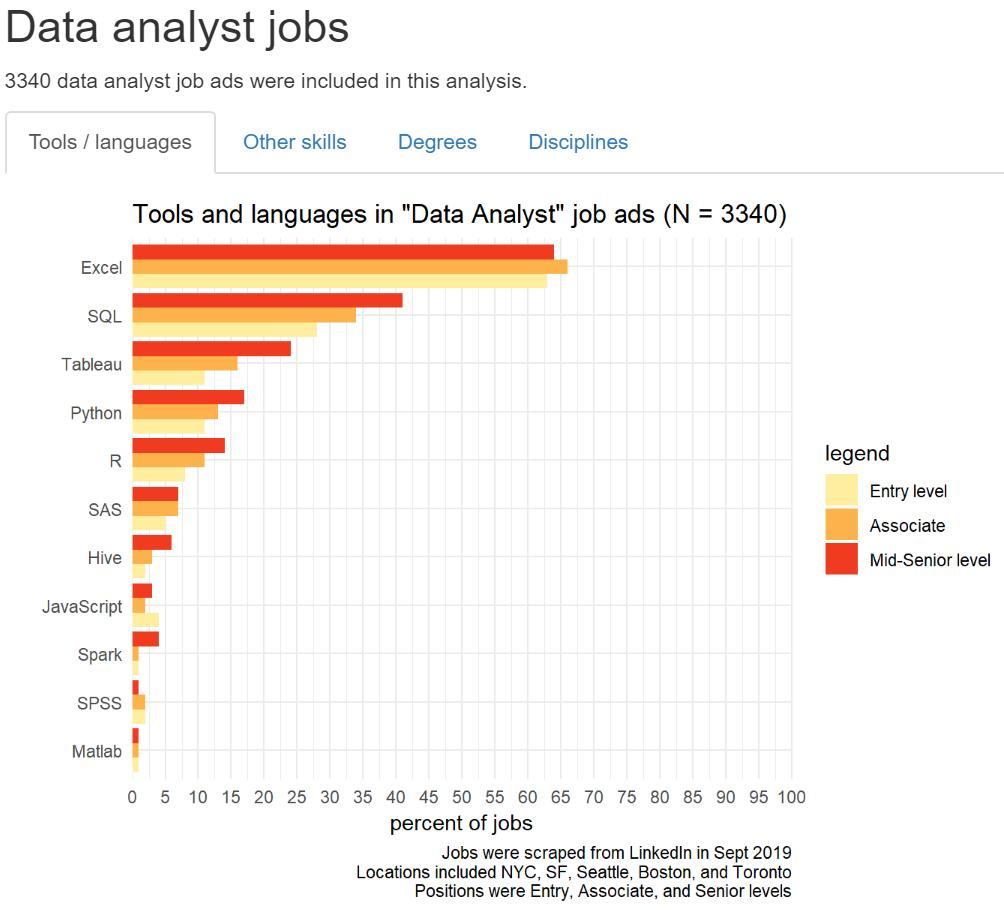 Data analyst jobs
3340 data analyst job ads were included in this analysis.
Tools / languages Other skills Degrees Disciplines
Tools and languages in "Data Analyst" job ads (N = 3340)
Excel
SQL
Tableau
Python
R
SAS
Hive
JavaScript
Spark
SPSS
Matlab
0 5 10 15 20 25 30 35 40 45 50 55 60 65 70 75 80 85 90 95 100
percent of jobs
legend
Entry level
Associate
Mid-Senior level
Jobs were scraped from LinkedIn in Sept 2019
Locations included NYC, SF, Seattle, Boston, and Toronto
Positions were Entry, Associate, and Senior levels